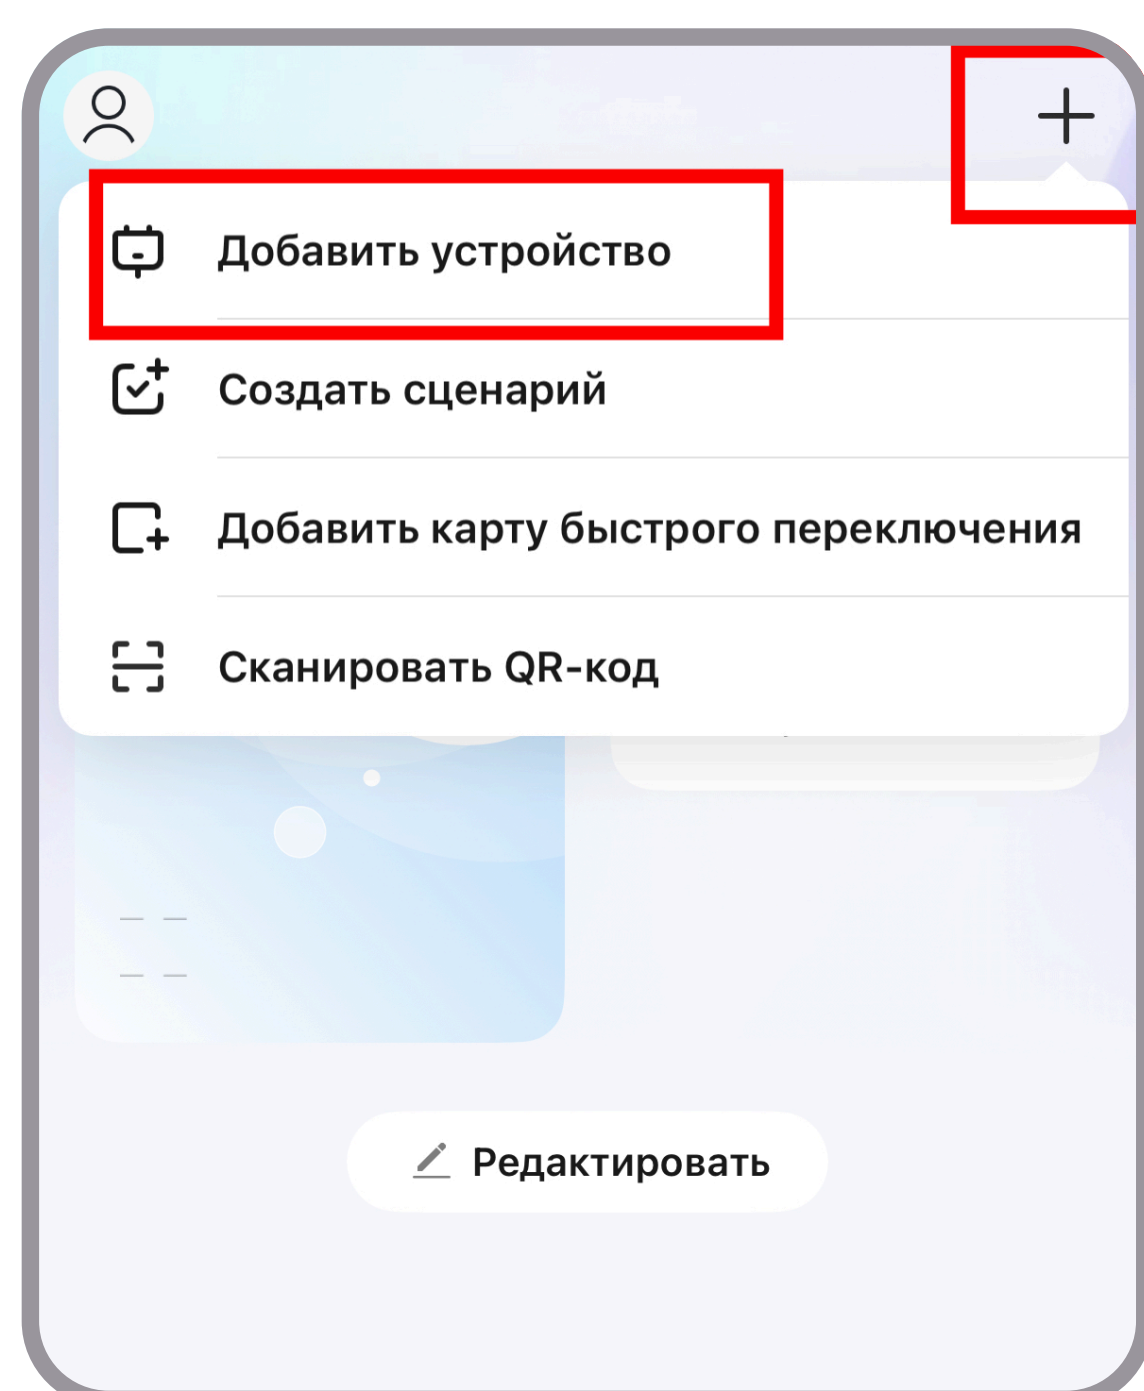 Добавить устройство
Создать сценарий
Добавить карту быстрого переключения
Сканировать QR-код
Редактировать